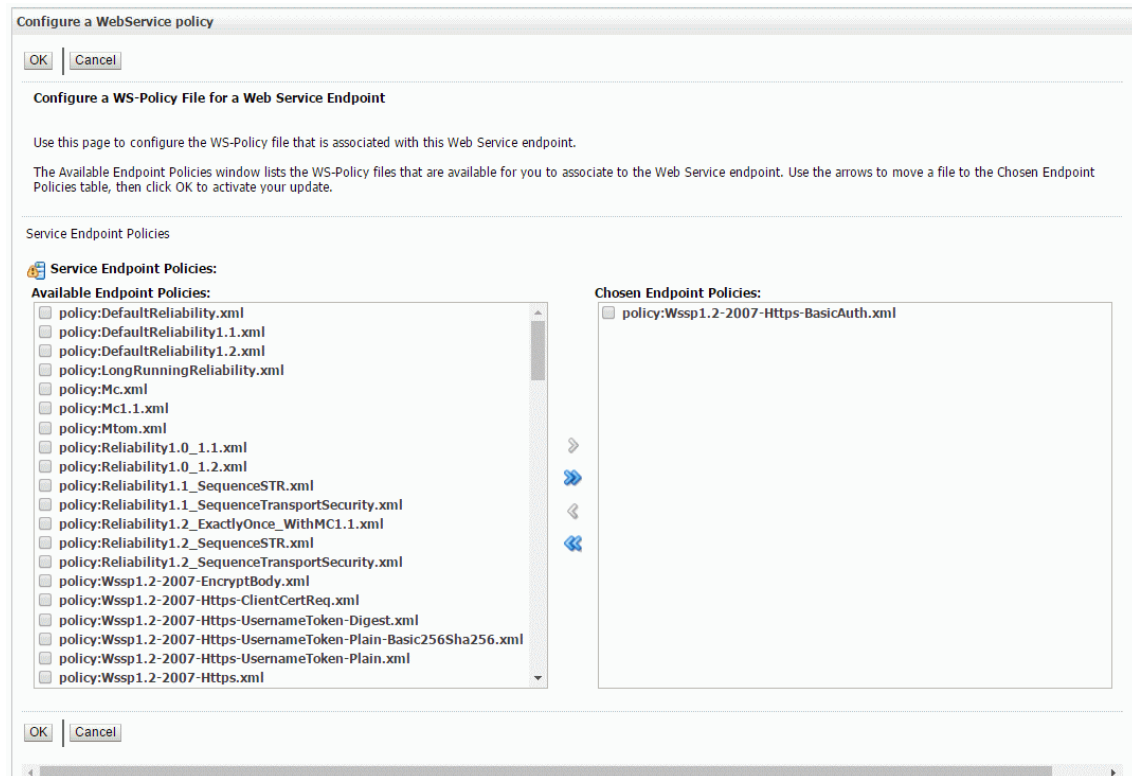 Configure a WebService policy
OK Cancel
Configure a WS-Policy File for a Web Service Endpoint
Use this page to configure the WS-Policy file that is associated with this Web Service endpoint.
The Available Endpoint Policies window lists the WS-Policy files that are available for you to associate to the Web Service endpoint. Use the arrows to move a file to the Chosen Endpoint
Policies table, then click OK to activate your update.
Service Endpoint Policies
Service Endpoint Policies:
Available Endpoint Policies:
policy:DefaultReliability.xml
policy:DefaultReliability1.1.xml
policy:DefaultReliability1.2.xml
policy:LongRunningReliability.xml
policy:Mc.xml
policy:Mc1.1.xml
policy:Mtom.xml
policy:Reliability1.0_1.1.xml
policy:Reliability1.0_1.2.xml
policy:Reliability1.1_SequenceSTR.xml
policy:Reliability1.1_SequenceTransportSecurity.xml
policy:Reliability1.2_ExactlyOnce_WithMC1.1.xml
policy:Reliability1.2_SequenceSTR.xml
policy:Reliability1.2_SequenceTransportSecurity.xml
policy:Wssp1.2-2007-EncryptBody.xml
policy:Wssp1.2-2007-Https-ClientCertReq.xml
policy:Wssp1.2-2007-Https-UsernameToken-Digest.xml
policy:Wssp1.2-2007-Https-UsernameToken-Plain-Basic256Sha256.xml
policy:Wssp1.2-2007-Https-UsernameToken-Plain.xml
policy:Wssp1.2-2007-Https.xml
Chosen Endpoint Policies:
policy:Wssp1.2-2007-Https-BasicAuth.xml
OK Cancel